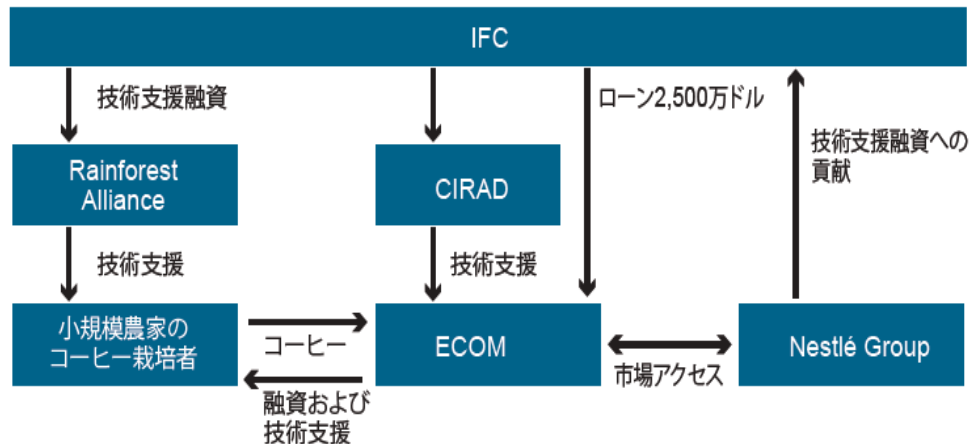 IFC
技術支援融資
ローン2,500万ドル
技術支援融資への
貢献
Rainforest
Alliance
CIRAD
技術支援
技術支援
小規模農家の
コーヒー栽培者
コーヒー
ECOM
市場アクセス
Nestlé Group
融資および
技術支援